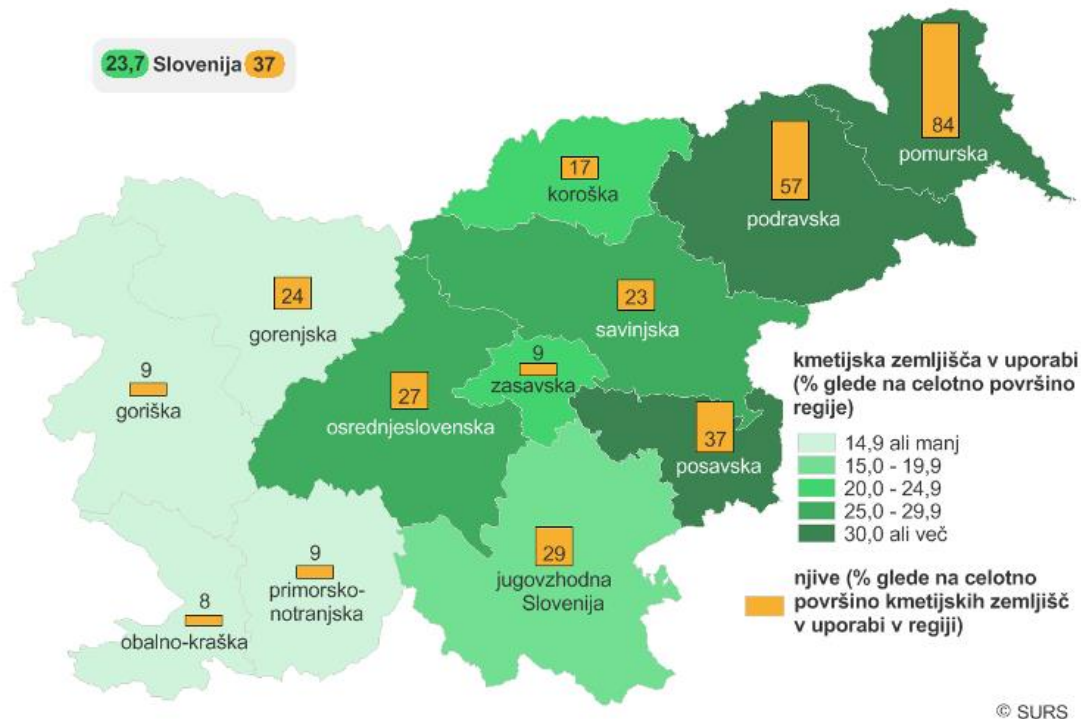 23,7 Slovenija 37
84
pomurska
57
podravska
17
koroška
24
gorenjska
23
savinjska
9
goriška
27
osrednjeslovenska
9
zasavska
37
posavska
9
primorsko-
notranjska
8
obalno-kraška
29
jugovzhodna
Slovenija
kmetijska zemljišča v uporabi
(% glede na celotno površino
regije)
14,9 ali manj
15,0 - 19,9
20,0 - 24,9
25,0 - 29,9
30,0 ali več
njive (% glede na celotno
površino kmetijskih zemljišč
v uporabi v regiji)
© SURS